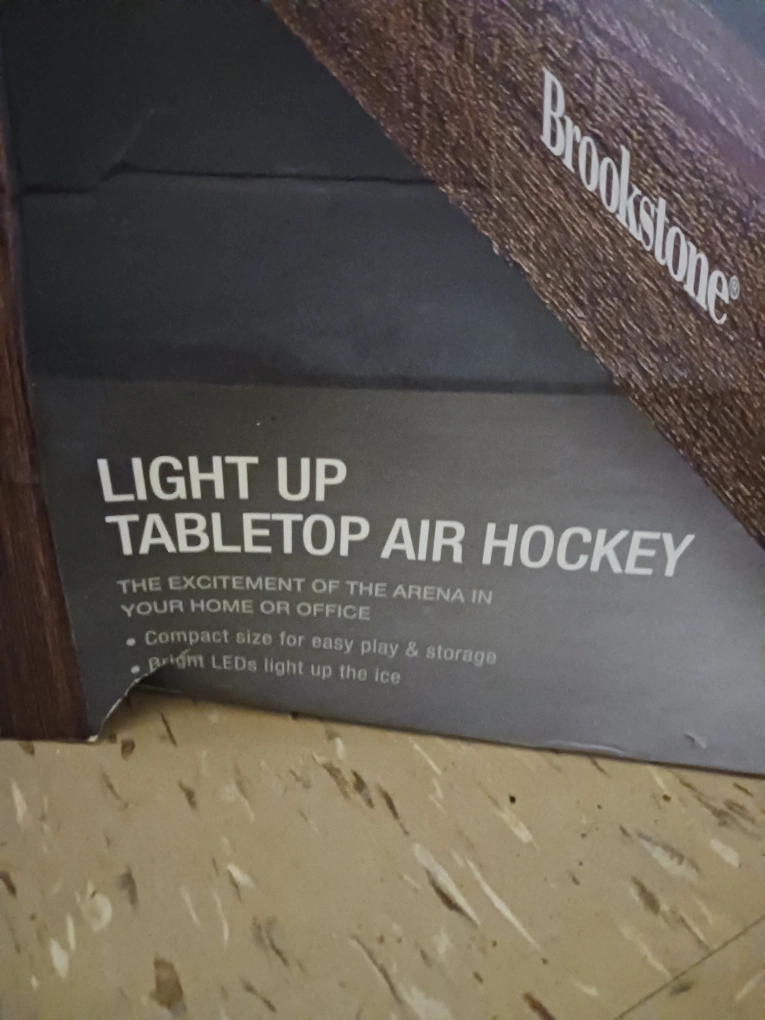 Brookstone®
LIGHT UP
TABLETOP AIR HOCKEY
THE EXCITEMENT OF THE ARENA IN
YOUR HOME OR OFFICE
• Compact size for easy play & storage
• Bright LEDs light up the ice